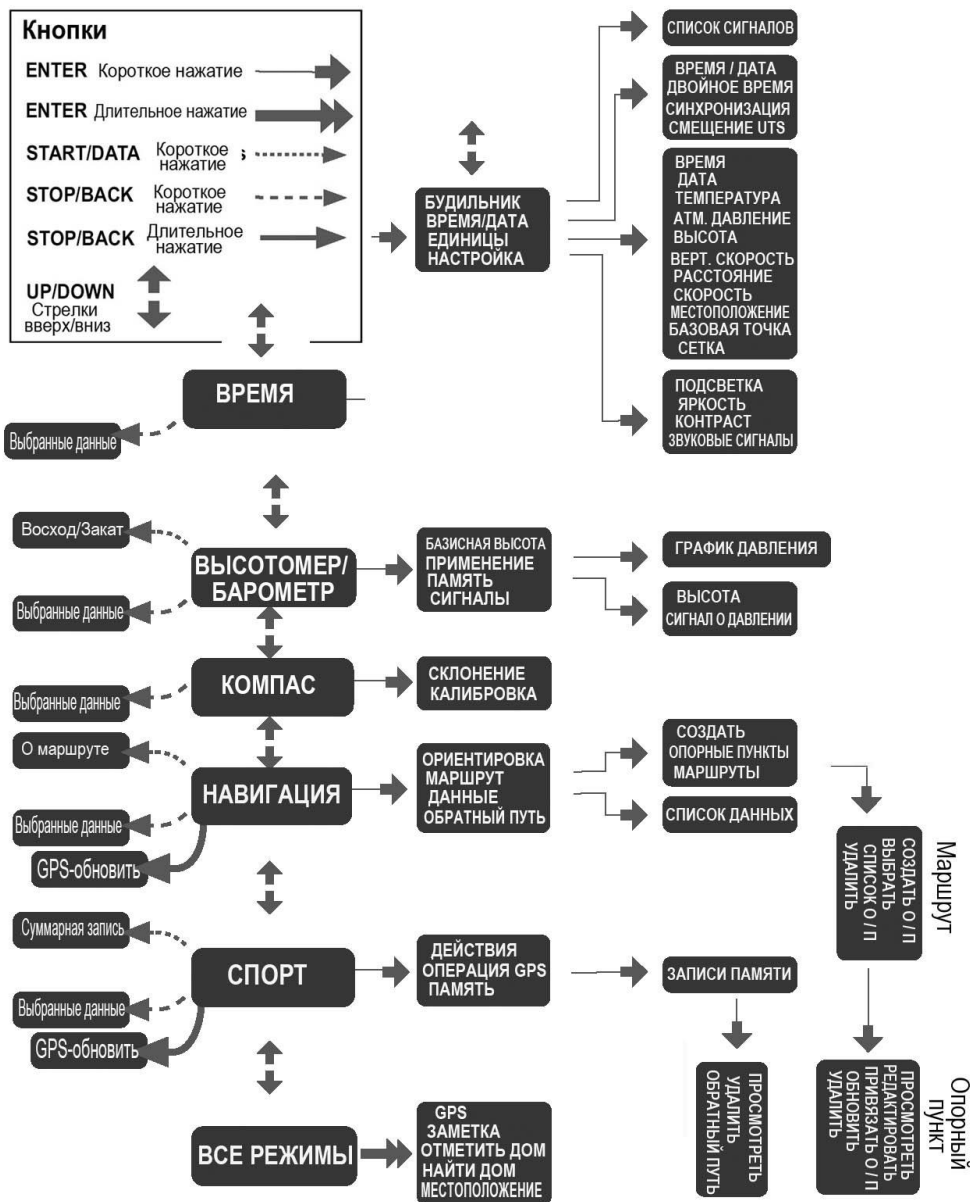 Кнопки
ENTER Короткое нажатие
ENTER Длительное нажатие
START/DATA Короткое
нажатие
STOP/BACK Короткое
нажатие
STOP/BACK Длительное
нажатие
UP/DOWN
Стрелки
вверх/вниз
БУДИЛЬНИК
ВРЕМЯ/ДАТА
ЕДИНИЦЫ
НАСТРОЙКА
СПИСОК СИГНАЛОВ
ВРЕМЯ / ДАТА
ДВОЙНОЕ ВРЕМЯ
СИНХРОНИЗАЦИЯ
СМЕЩЕНИЕ UTS
ВРЕМЯ
ДАТА
ТЕМПЕРАТУРА
АТМ. ДАВЛЕНИЕ
ВЫСОТА
ВЕРТ. СКОРОСТЬ
РАССТОЯНИЕ
СКОРОСТЬ
МЕСТОПОЛОЖЕНИЕ
БАЗОВАЯ ТОЧКА
СЕТКА
ПОДСВЕТКА
ЯРКОСТЬ
КОНТРАСТ
ЗВУКОВЫЕ СИГНАЛЫ
ВРЕМЯ
Выбранные данные
Восход/Закат
ВЫСОТОМЕР/
БАРОМЕТР
Выбранные данные
БАЗИСНАЯ ВЫСОТА
ПРИМЕНЕНИЕ
ПАМЯТЬ
СИГНАЛЫ
ГРАФИК ДАВЛЕНИЯ
ВЫСОТА
СИГНАЛ О ДАВЛЕНИИ
КОМПАС
Выбранные данные
СКЛОНЕНИЕ
КАЛИБРОВКА
О маршруте
НАВИГАЦИЯ
Выбранные данные
GPS-обновить
ОРИЕНТИРОВКА
МАРШРУТ
ДАННЫЕ
ОБРАТНЫЙ ПУТЬ
СОЗДАТЬ
ОПОРНЫЕ ПУНКТЫ
МАРШРУТЫ
СПИСОК ДАННЫХ
Маршрут
СОЗДАТЬ О / П
ВЫБРАТЬ
СПИСОК О / П
УДАЛИТЬ
Суммарная запись
СПОРТ
Выбранные данные
GPS-обновить
ДЕЙСТВИЯ
ОПЕРАЦИЯ GPS
ПАМЯТЬ
ЗАПИСИ ПАМЯТИ
ПРОСМОТРЕТЬ
УДАЛИТЬ
ОБРАТНЫЙ ПУТЬ
Опорный
пункт
ПРОСМОТРЕТЬ
РЕДАКТИРОВАТЬ
ПРИВЯЗАТЬ О / П
ОБНОВИТЬ
УДАЛИТЬ
ВСЕ РЕЖИМЫ
GPS
ЗАМЕТКА
ОТМЕТИТЬ ДОМ
НАЙТИ ДОМ
МЕСТОПОЛОЖЕНИЕ